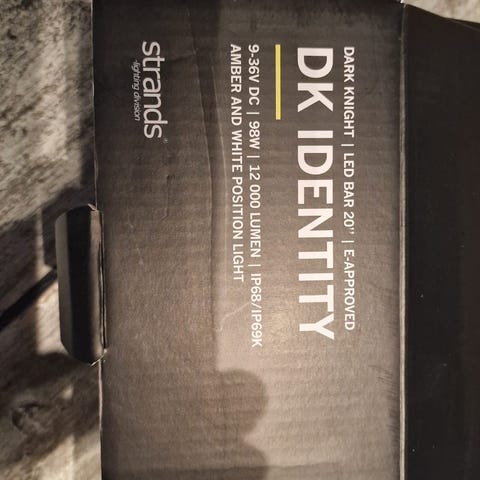 DARK KNIGHT | LED BAR 20'' | E-APPROVED
DK IDENTITY
9-36V DC | 98W | 12 000 LUMEN | IP68/IP69K
AMBER AND WHITE POSITION LIGHT
strands®
-lighting division